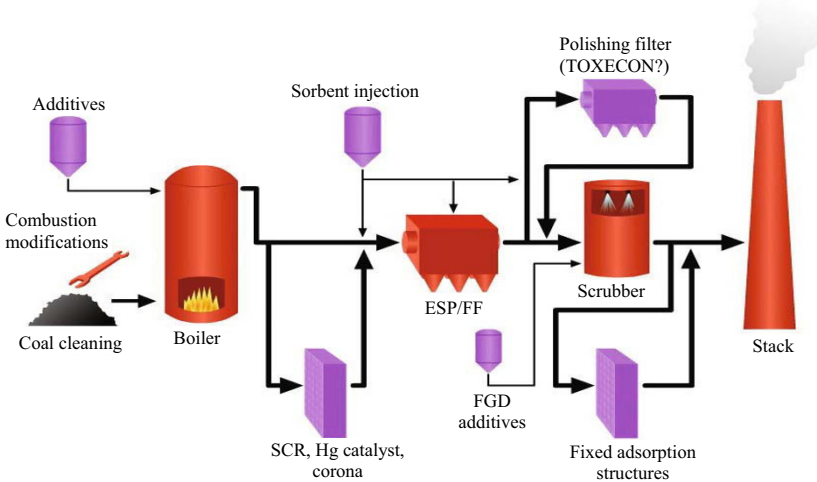 Polishing filter
(TOXECON?)
Sorbent injection
Additives
Combustion
modifications
Coal cleaning
Boiler
ESP/FF
Scrubber
Stack
FGD
additives
SCR, Hg catalyst,
corona
Fixed adsorption
structures